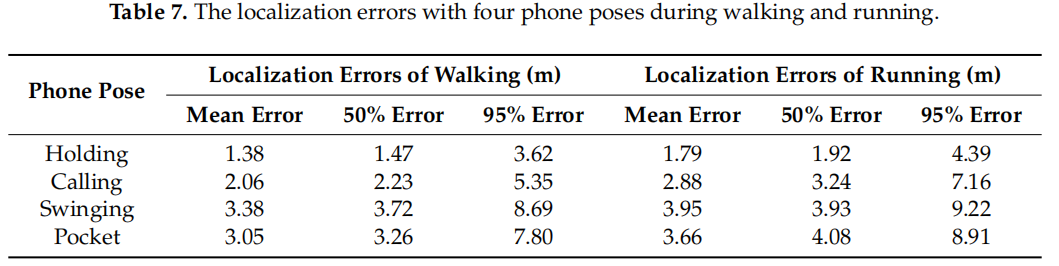 Table 7. The localization errors with four phone poses during walking and running.
Phone Pose Localization Errors of Walking (m) Localization Errors of Running (m)
Mean Error 50% Error 95% Error Mean Error 50% Error 95% Error
Holding 1.38 1.47 3.62 1.79 1.92 4.39
Calling 2.06 2.23 5.35 2.88 3.24 7.16
Swinging 3.38 3.72 8.69 3.95 3.93 9.22
Pocket 3.05 3.26 7.80 3.66 4.08 8.91